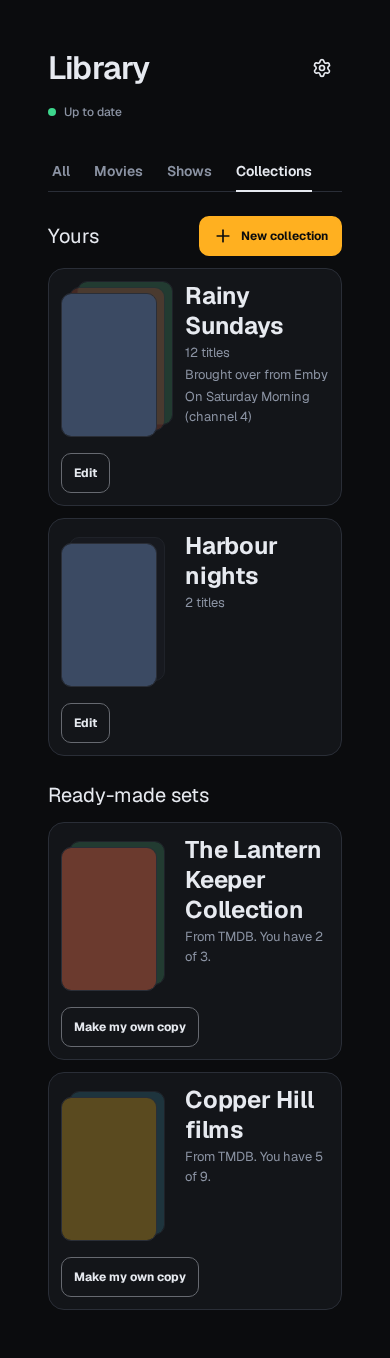 Library
Up to date
All Movies Shows Collections
Yours
New collection
Rainy
Sundays
12 titles
Brought over from Emby
On Saturday Morning
(channel 4)
Edit
Harbour
nights
2 titles
Edit
Ready-made sets
The Lantern
Keeper
Collection
From TMDB. You have 2
of 3.
Make my own copy
Copper Hill
films
From TMDB. You have 5
of 9.
Make my own copy